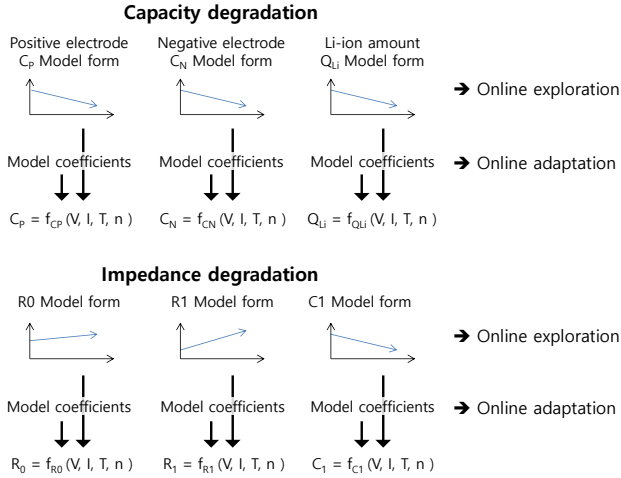 Capacity degradation
Positive electrode Negative electrode Li-ion amount
C_P Model form C_N Model form Q_Li Model form
➔ Online exploration
Model coefficients Model coefficients Model coefficients ➔ Online adaptation
C_P = f_CP (V, I, T, n ) C_N = f_CN (V, I, T, n ) Q_Li = f_QLi (V, I, T, n )
Impedance degradation
R0 Model form R1 Model form C1 Model form
➔ Online exploration
Model coefficients Model coefficients Model coefficients ➔ Online adaptation
R_0 = f_R0 (V, I, T, n ) R_1 = f_R1 (V, I, T, n ) C_1 = f_C1 (V, I, T, n )